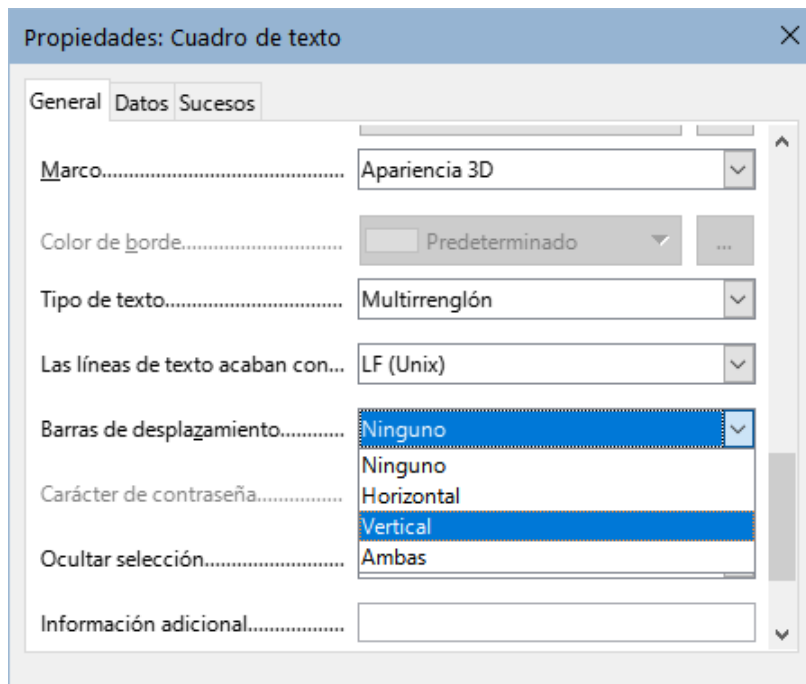 Propiedades: Cuadro de texto
General Datos Sucesos
Marco............................................ Apariencia 3D
Color de borde............................. Predeterminado ...
Tipo de texto................................ Multirrenglón
Las líneas de texto acaban con... LF (Unix)
Barras de desplazamiento............ Ninguno
Ninguno
Carácter de contraseña................ Horizontal
Vertical
Ocultar selección......................... Ambas
Información adicional..................